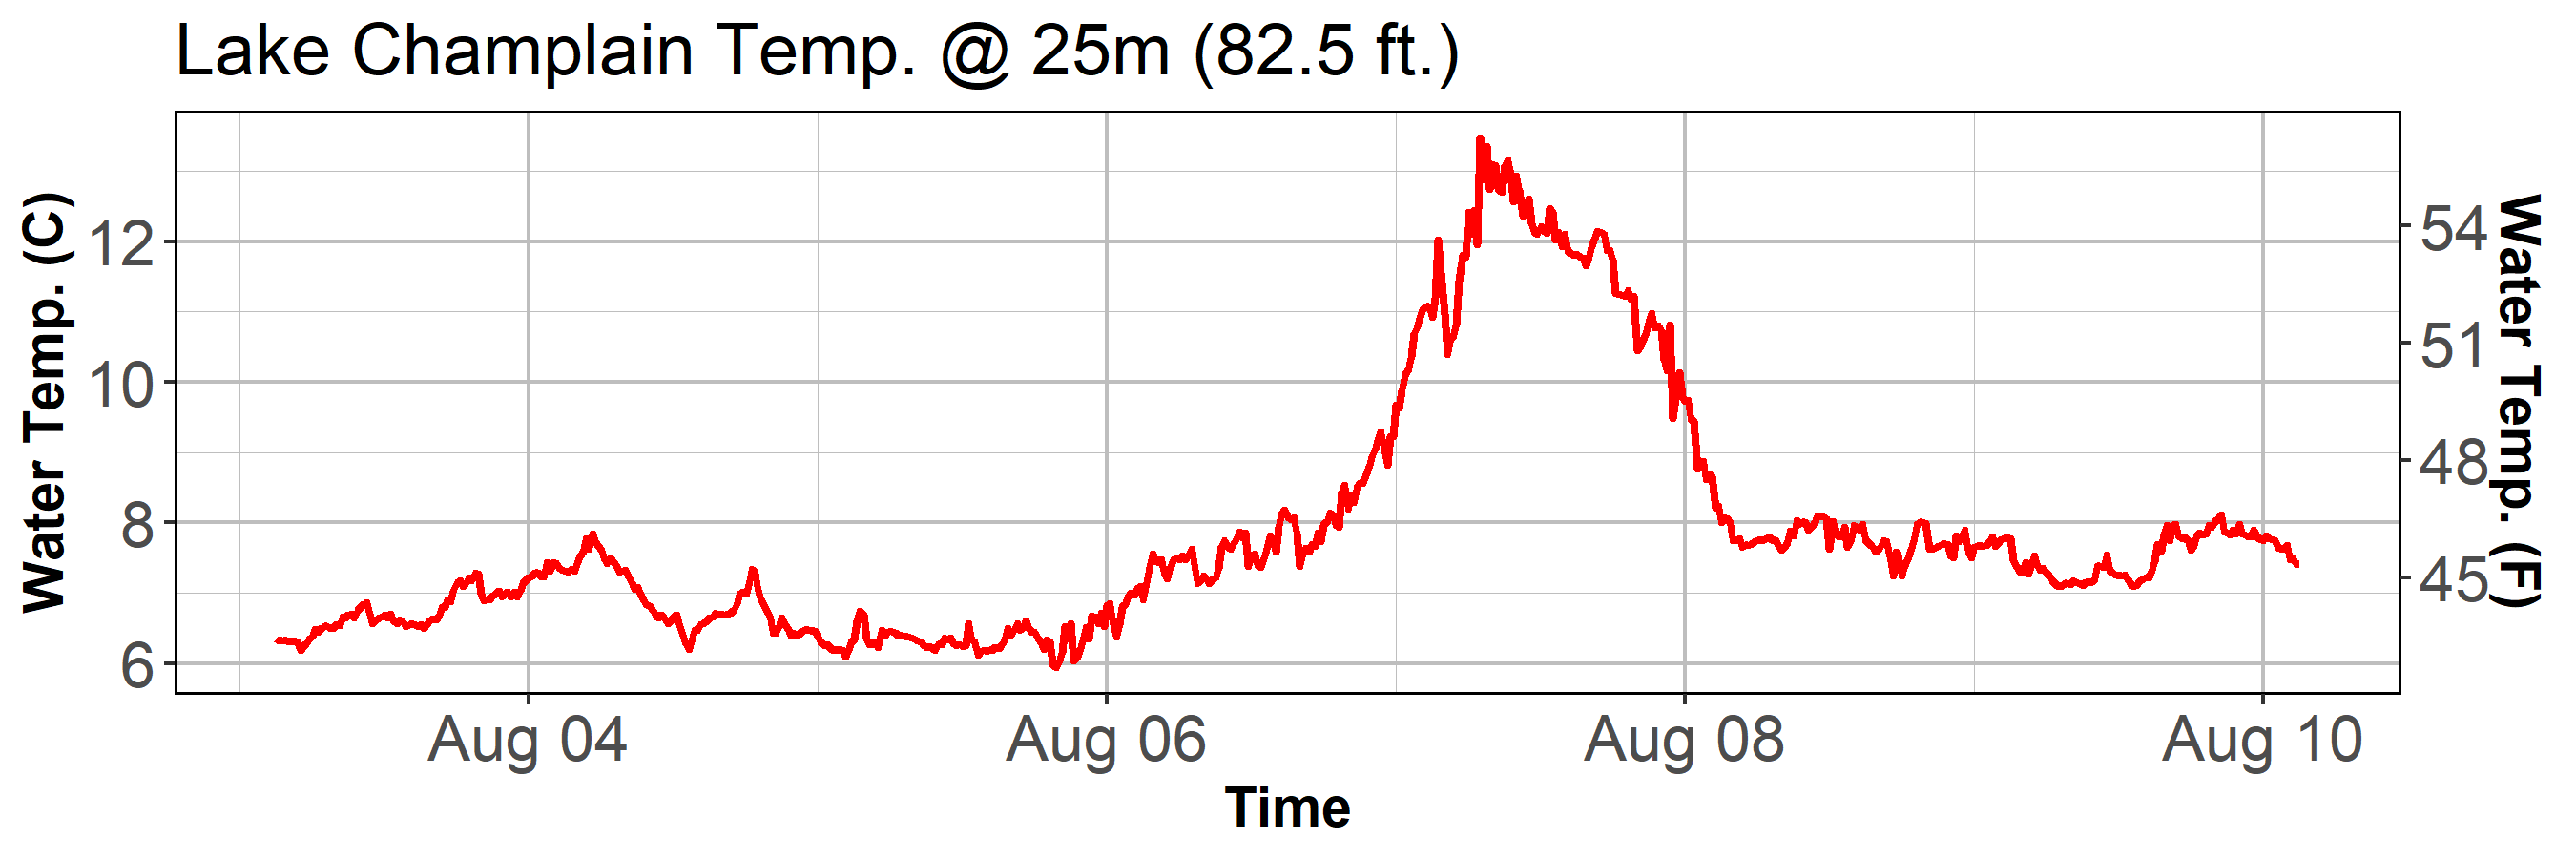 Lake Champlain Temp. @ 25m (82.5 ft.)
Water Temp. (C)
12
10
8
6
54
51
48
45
Water Temp. (F)
Aug 04
Aug 06
Aug 08
Aug 10
Time